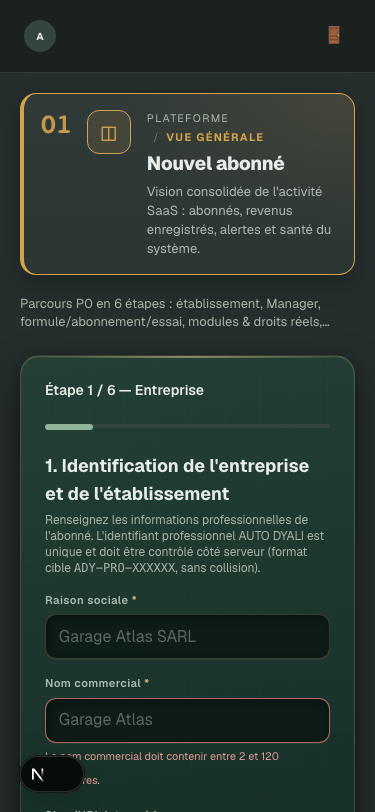 A
01
PLATEFORME
/ VUE GÉNÉRALE
Nouvel abonné
Vision consolidée de l'activité
SaaS : abonnés, revenus
enregistrés, alertes et santé du
système.
Parcours P0 en 6 étapes : établissement, Manager,
formule/abonnement/essai, modules & droits réels,...
Étape 1 / 6 — Entreprise
1. Identification de l'entreprise
et de l'établissement
Renseignez les informations professionnelles de
l'abonné. L'identifiant professionnel AUTO DYALI est
unique et doit être contrôlé côté serveur (format
cible ADY-PRO-XXXXXX, sans collision).
Raison sociale *
Garage Atlas SARL
Nom commercial *
Garage Atlas
nom commercial doit contenir entre 2 et 120
N